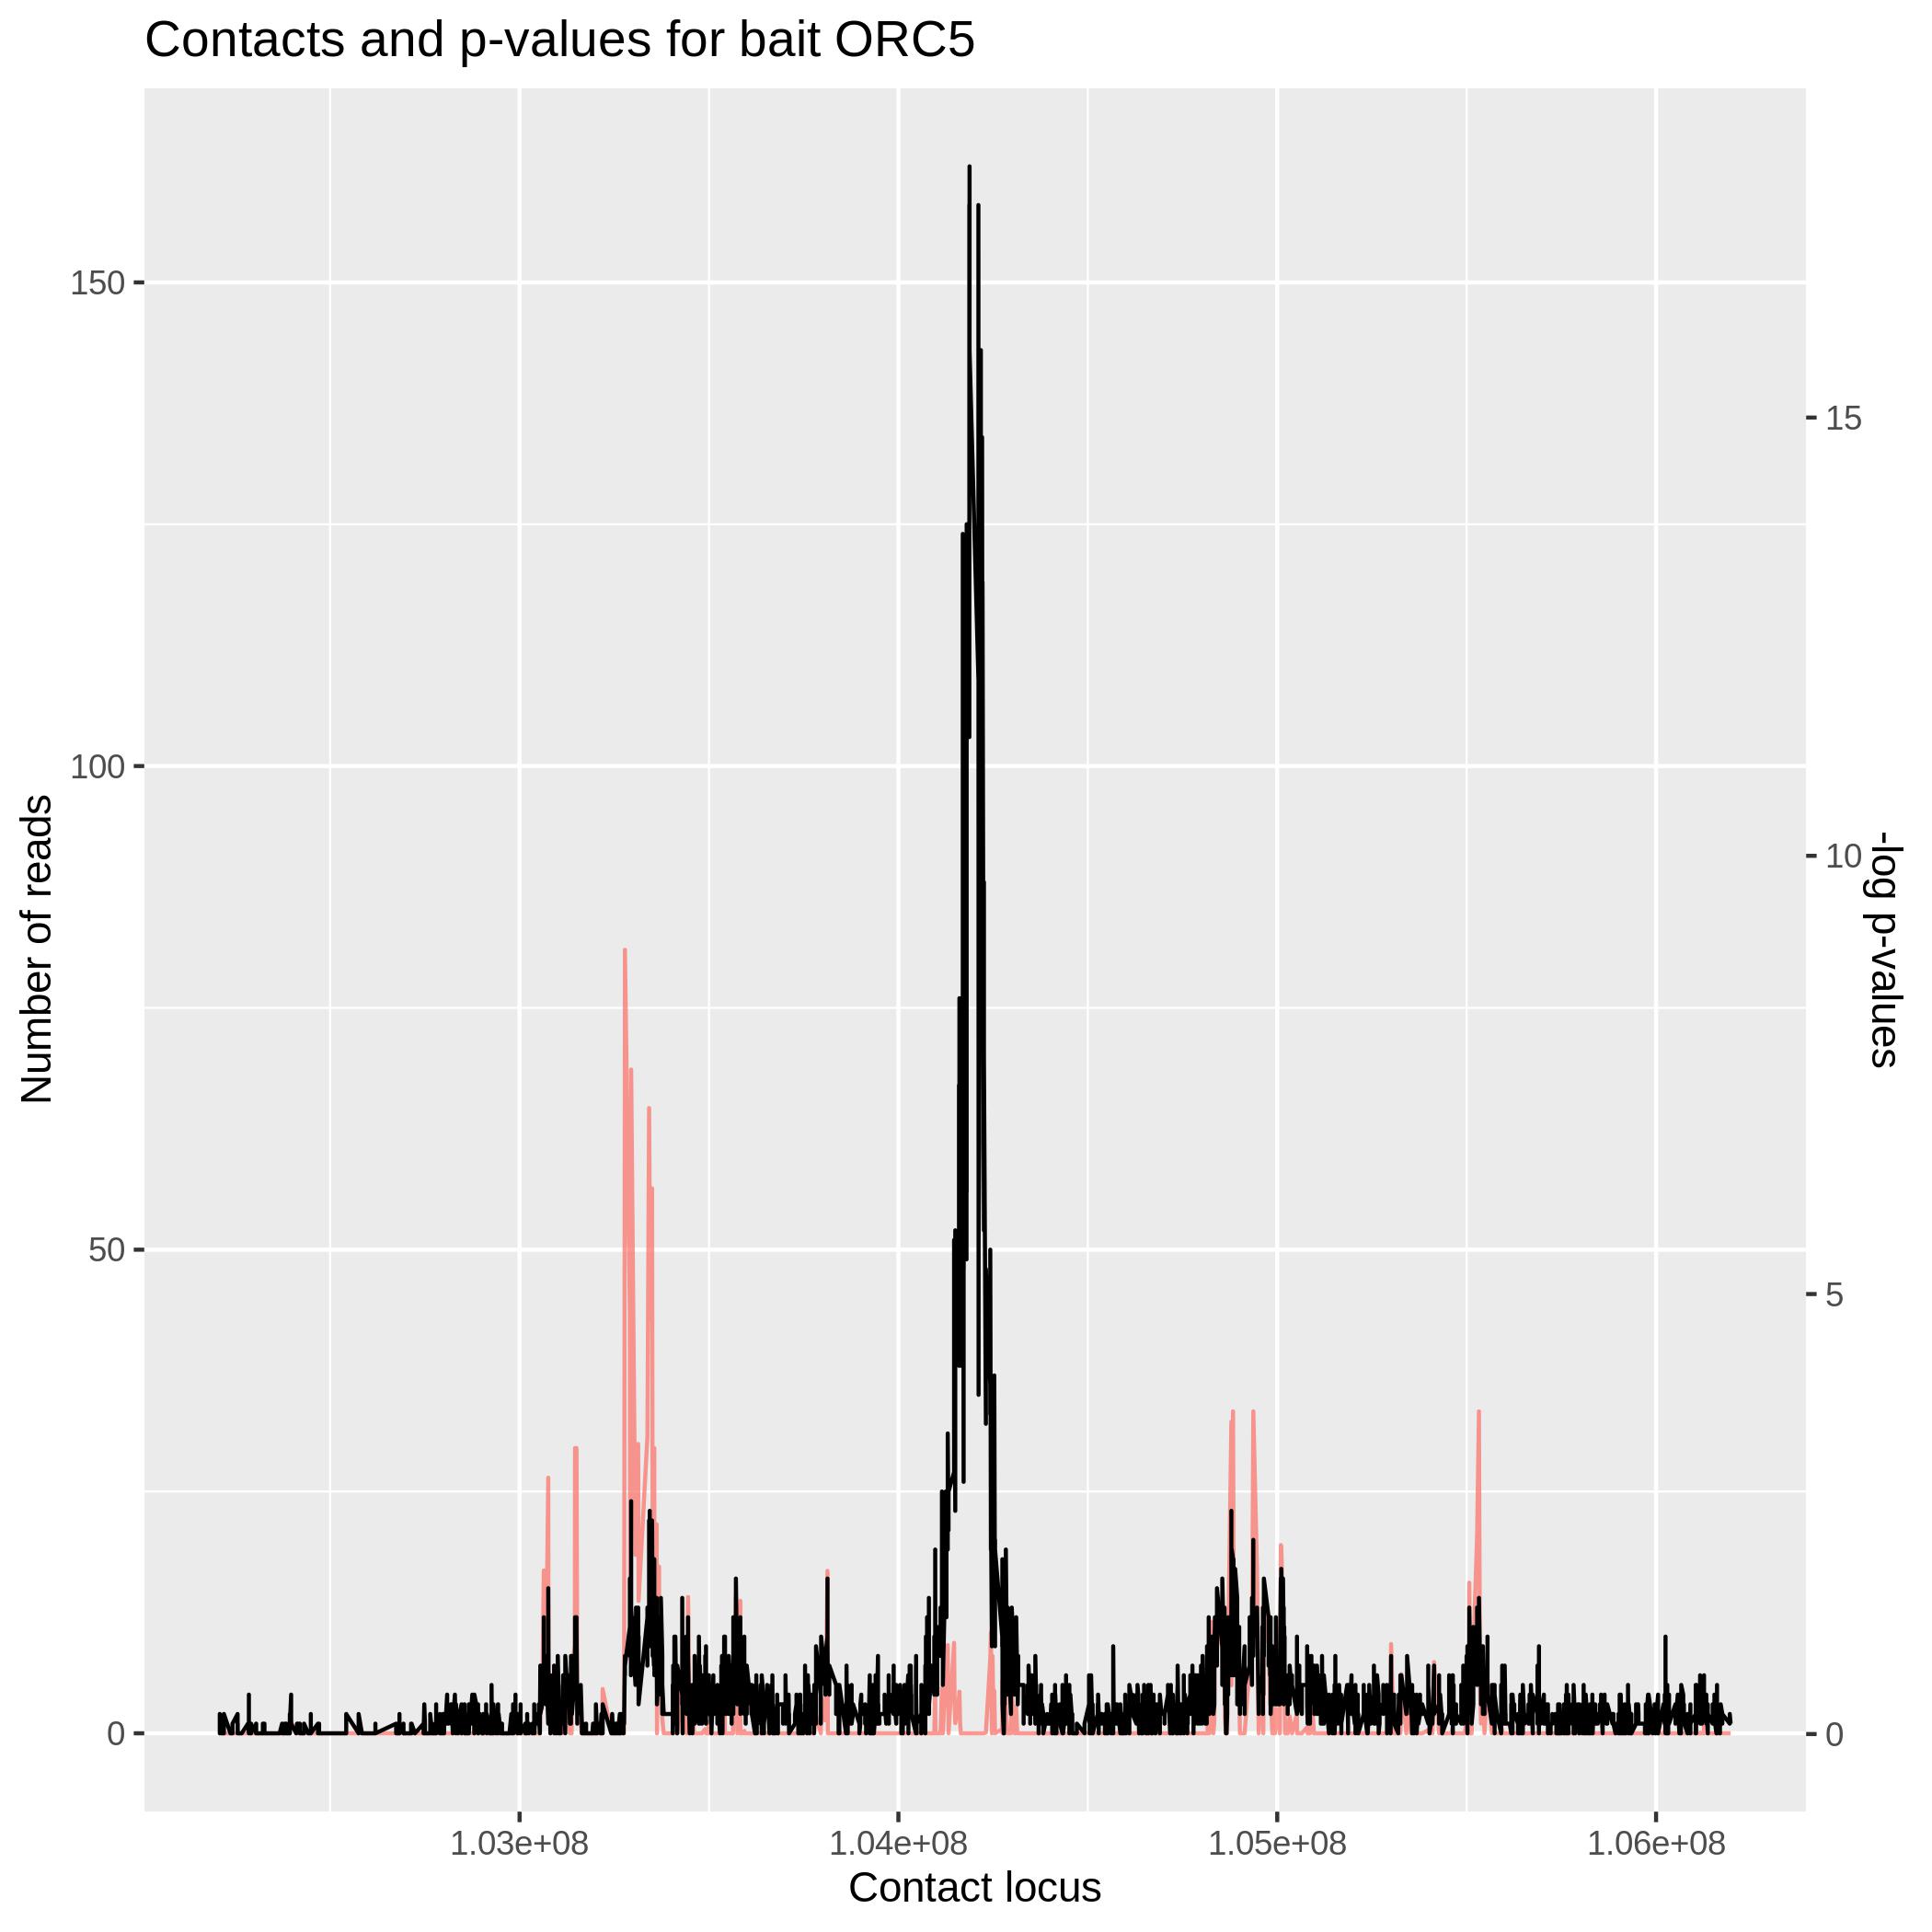 Contacts and p-values for bait ORC5
150
100
50
0
Number of reads
15
10
5
0
-log p-values
1.03e+08
1.04e+08
1.05e+08
1.06e+08
Contact locus